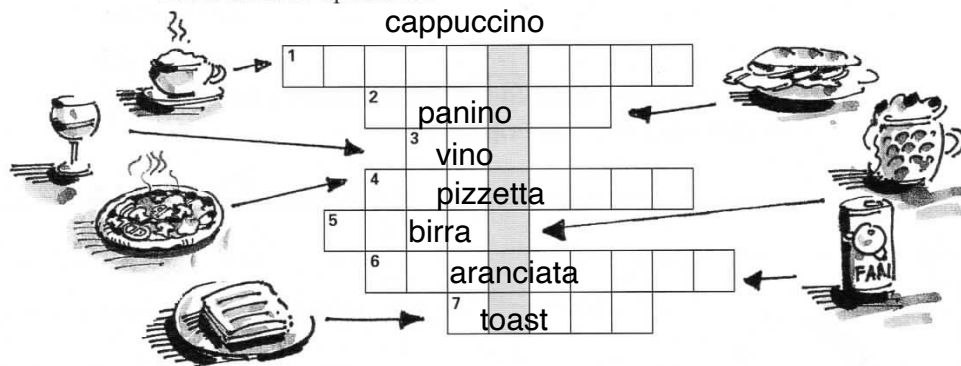 cappuccino
1
2 panino
3 vino
4 pizzetta
5 birra
6 aranciata
FAN
7 toast